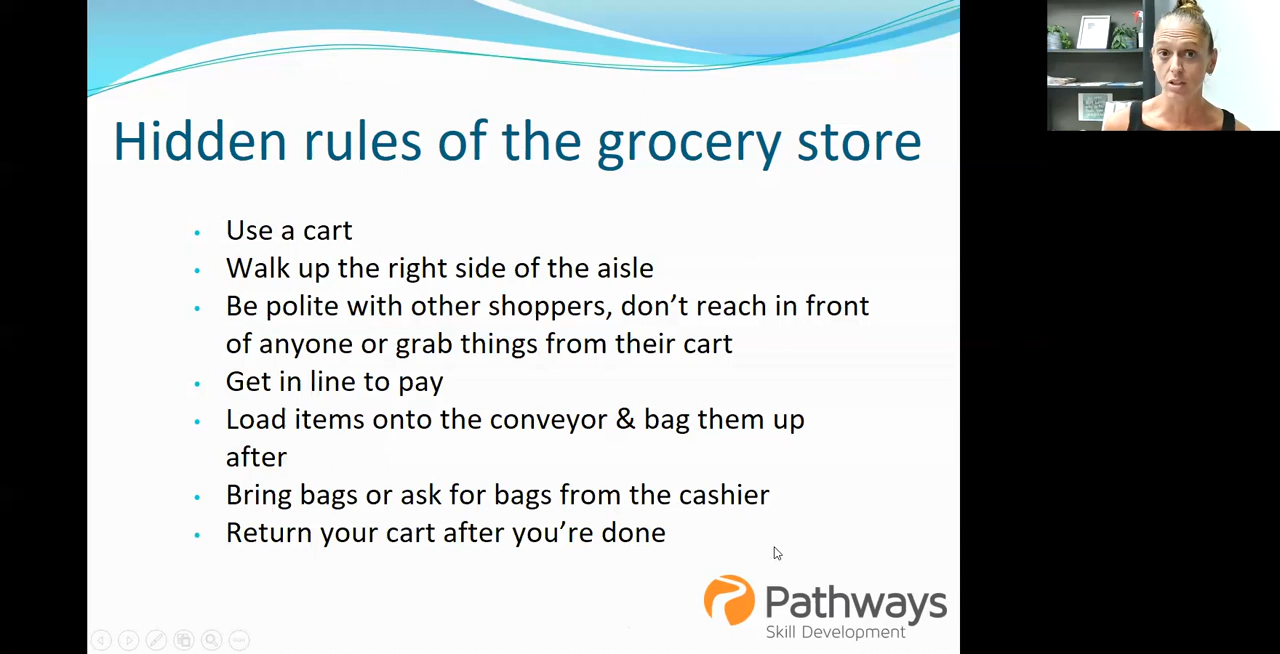 Hidden rules of the grocery store
• Use a cart
• Walk up the right side of the aisle
• Be polite with other shoppers, don’t reach in front
of anyone or grab things from their cart
• Get in line to pay
• Load items onto the conveyor & bag them up
after
• Bring bags or ask for bags from the cashier
• Return your cart after you’re done
Pathways
Skill Development